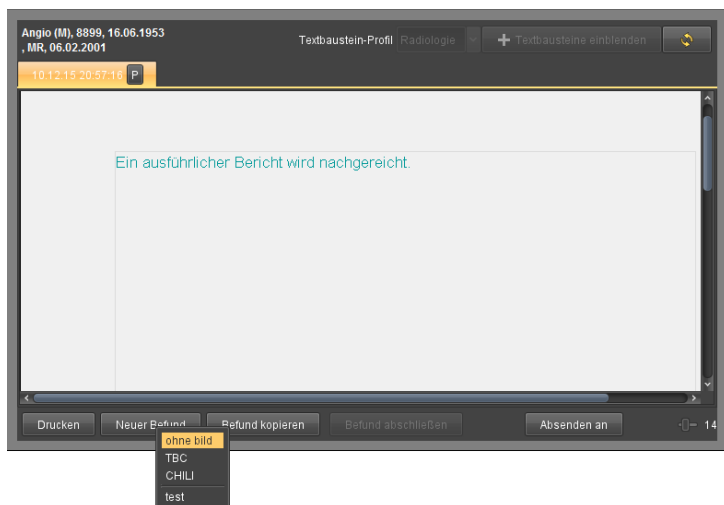 Angio (M), 8899, 16.06.1953
, MR, 06.02.2001
Textbaustein-Profil Radiologie + Textbausteine einblenden
10.12.15 20:57:16 P
Ein ausführlicher Bericht wird nachgereicht.
Drucken Neuer Befund Befund kopieren Befund abschließen Absenden an 14
ohne bild
TBC
CHILI
test